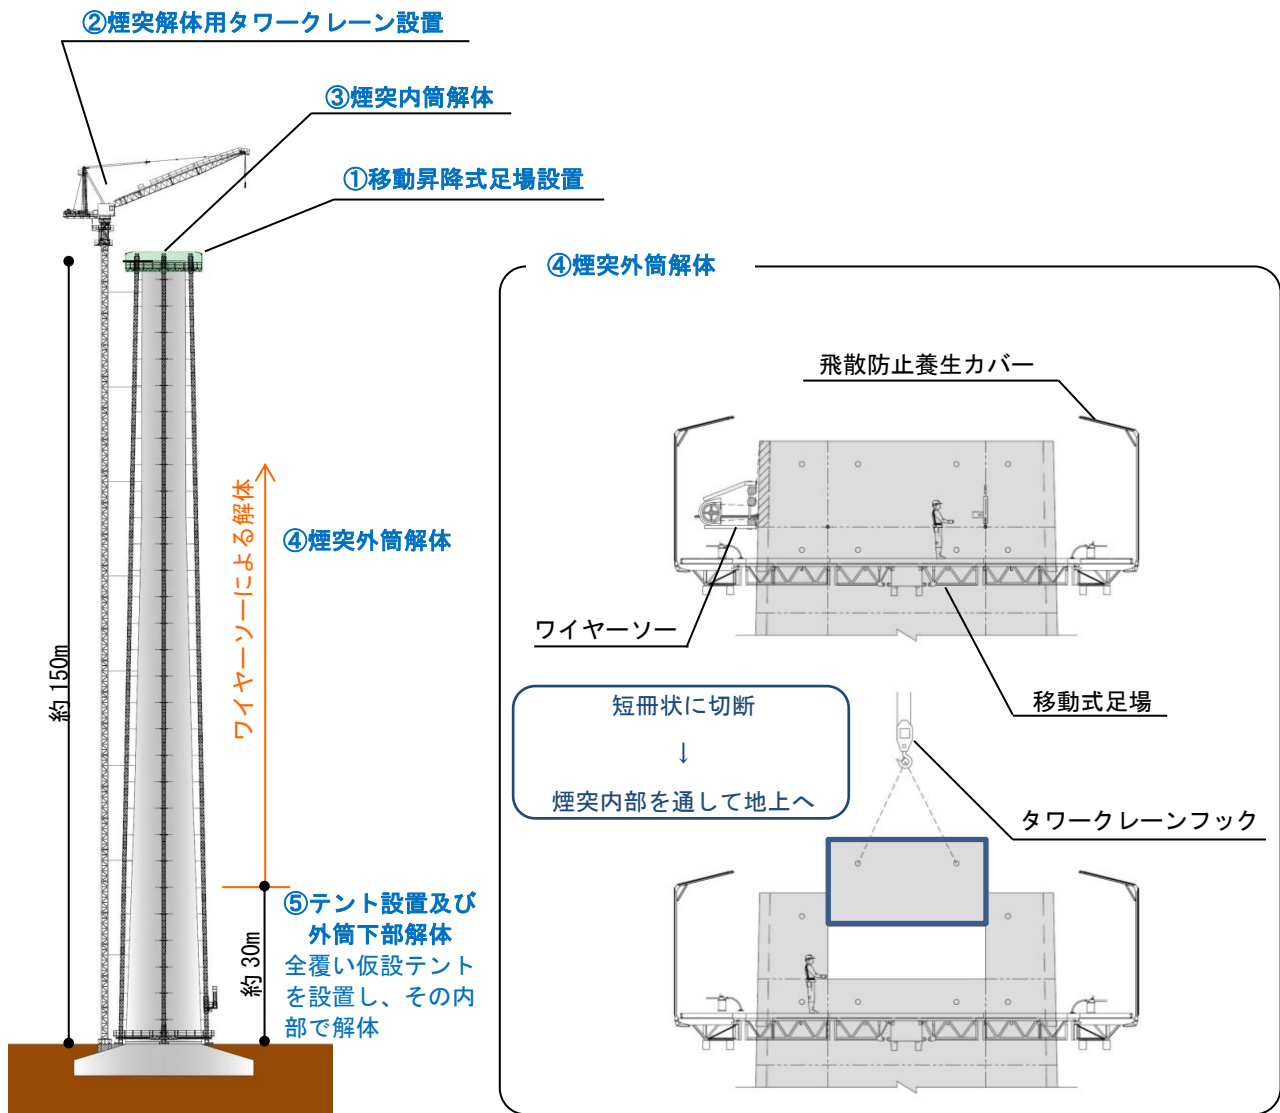 ②煙突解体用タワークレーン設置
③煙突内筒解体
①移動昇降式足場設置
約150m
ワイヤーソーによる解体
④煙突外筒解体
約30m
⑤テント設置及び
外筒下部解体
全覆い仮設テント
を設置し、その内
部で解体
④煙突外筒解体
飛散防止養生カバー
ワイヤーソー
移動式足場
短冊状に切断
↓
煙突内部を通して地上へ
タワークレーンフック